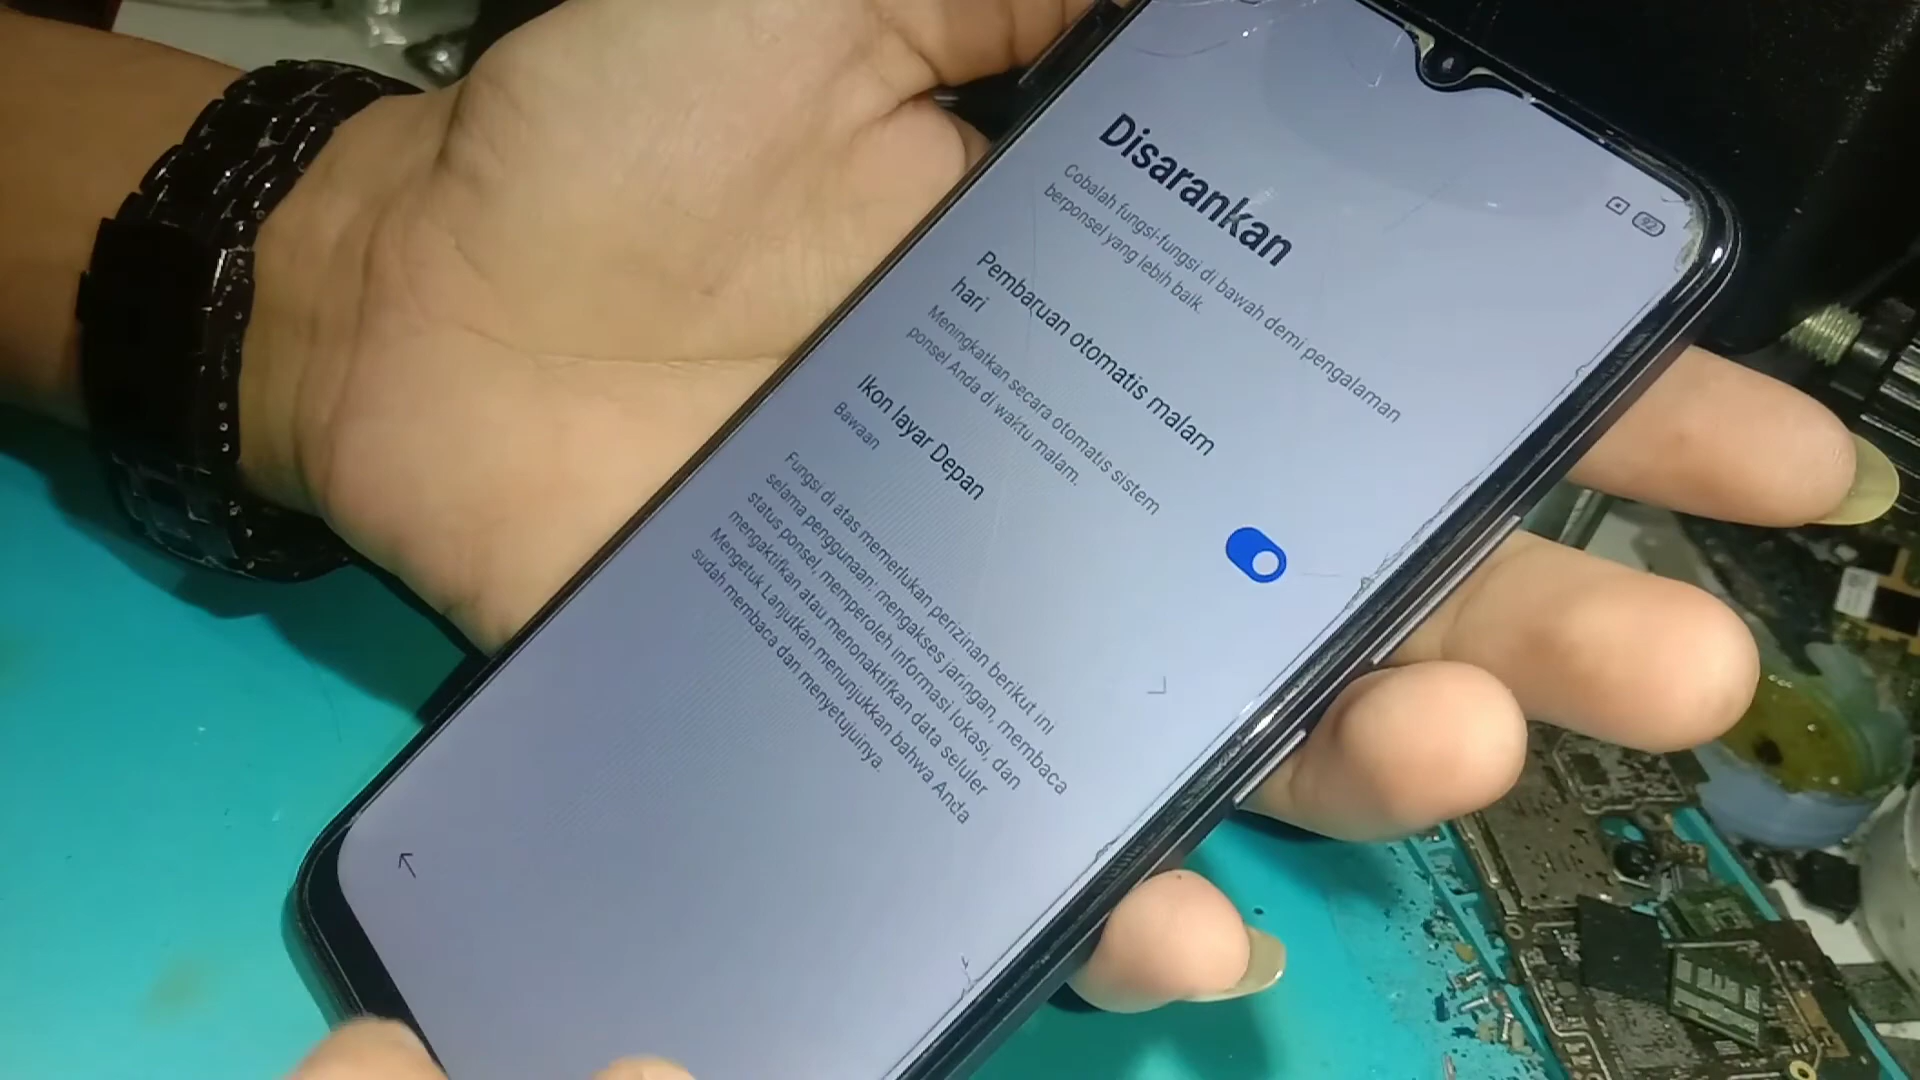 92
Disarankan
Cobalah fungsi-fungsi di bawah demi pengalaman
berponsel yang lebih baik.
Pembaruan otomatis malam
hari
Meningkatkan secara otomatis sistem
ponsel Anda di waktu malam.
Ikon layar Depan
Bawaan
Fungsi di atas memerlukan perizinan berikut ini
selama penggunaan: mengakses jaringan, membaca
status ponsel, memperoleh informasi lokasi, dan
mengaktifkan atau menonaktifkan data seluler
Mengetuk Lanjutkan menunjukkan bahwa Anda
sudah membaca dan menyetujuinya.